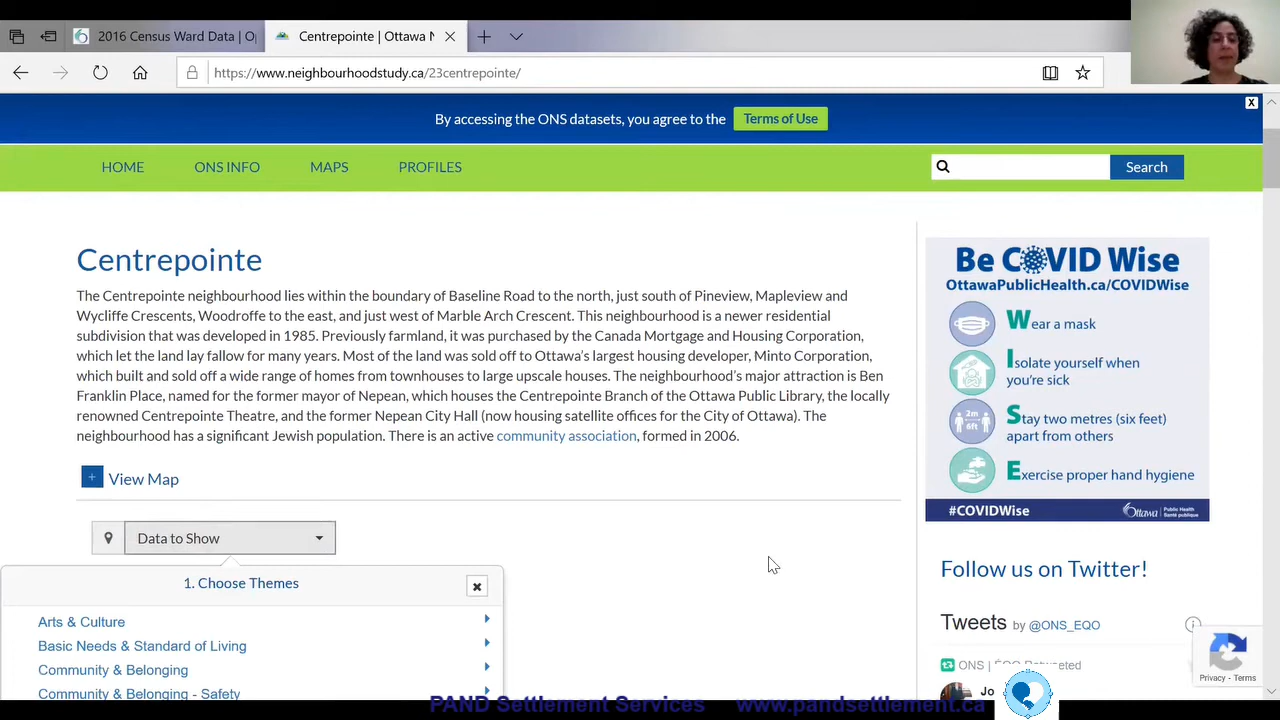 2016 Census Ward Data | Op
Centrepointe | Ottawa N
https://www.neighbourhoodstudy.ca/23centrepointe/
By accessing the ONS datasets, you agree to the Terms of Use
X
HOME ONS INFO MAPS PROFILES Search
Centrepointe
The Centrepointe neighbourhood lies within the boundary of Baseline Road to the north, just south of Pineview, Mapleview and
Wycliffe Crescents, Woodroffe to the east, and just west of Marble Arch Crescent. This neighbourhood is a newer residential
subdivision that was developed in 1985. Previously farmland, it was purchased by the Canada Mortgage and Housing Corporation,
which let the land lay fallow for many years. Most of the land was sold off to Ottawa's largest housing developer, Minto Corporation,
which built and sold off a wide range of homes from townhouses to large upscale houses. The neighbourhood's major attraction is Ben
Franklin Place, named for the former mayor of Nepean, which houses the Centrepointe Branch of the Ottawa Public Library, the locally
renowned Centrepointe Theatre, and the former Nepean City Hall (now housing satellite offices for the City of Ottawa). The
neighbourhood has a significant Jewish population. There is an active community association, formed in 2006.
+ View Map
Data to Show
1. Choose Themes
Arts & Culture
Basic Needs & Standard of Living
Community & Belonging
Community & Belonging - Safety
Be COVID Wise
OttawaPublicHealth.ca/COVIDWise
Wear a mask
Isolate yourself when
you're sick
2m
6ft
Stay two metres (six feet)
apart from others
Exercise proper hand hygiene
#COVIDWise
Ottawa Public Health
Santé publique
Follow us on Twitter!
Tweets by @ONS_EQO
ONS | ÉQO Retweeted
Jo
Privacy - Terms
PAND Settlement Services www.pandsettlement.ca